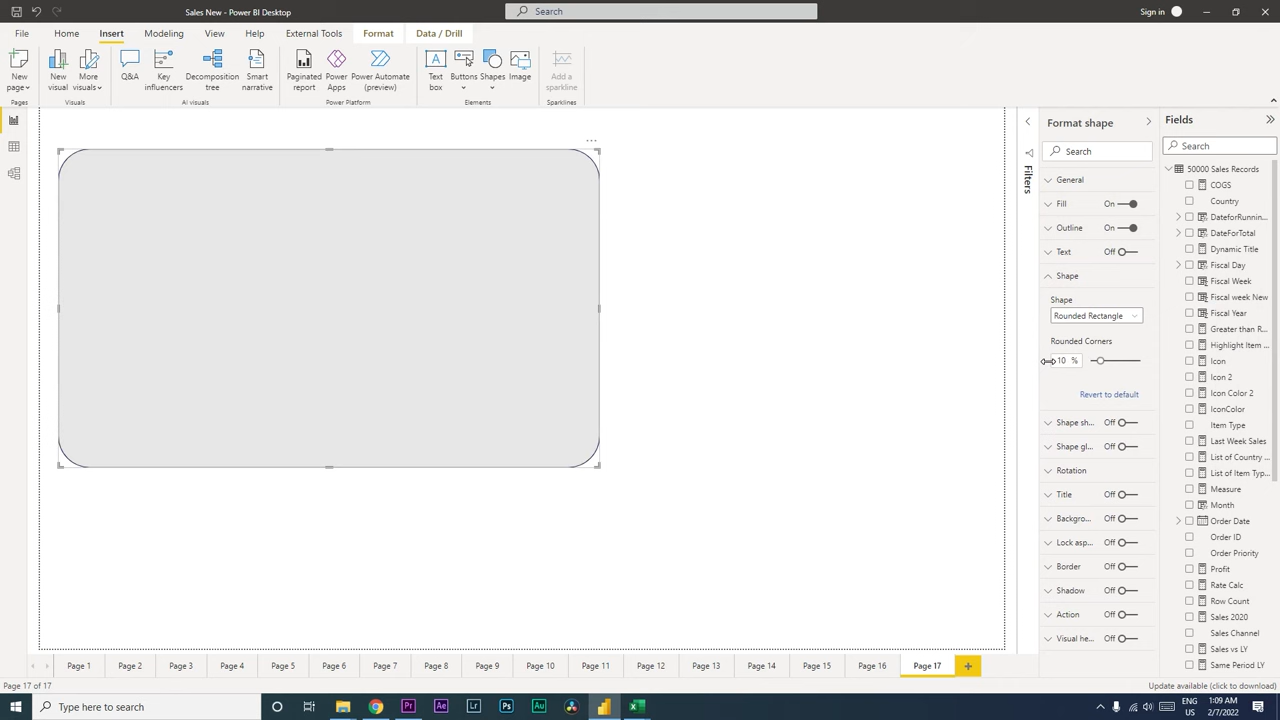 Sales New - Power BI Desktop
Search
Sign in
File
Home
Insert
Modeling
View
Help
External Tools
Format
Data / Drill
New page
New visual
More visuals
Q&A
Key influencers
Decomposition tree
Smart narrative
Paginated report
Power Apps
Power Automate (preview)
Text box
Buttons
Shapes
Image
Add a sparkline
Pages
Visuals
AI visuals
Power Platform
Elements
Sparklines
Filters
Format shape
Search
General
Fill On
Outline On
Text Off
Shape
Shape
Rounded Rectangle
Rounded Corners
10 %
Revert to default
Shape sh... Off
Shape gl... Off
Rotation
Title Off
Backgro... Off
Lock asp... Off
Border Off
Shadow Off
Action Off
Visual he... Off
Fields
Search
50000 Sales Records
COGS
Country
DateforRunnin...
DateForTotal
Dynamic Title
Fiscal Day
Fiscal Week
Fiscal week New
Fiscal Year
Greater than R...
Highlight Item ...
Icon
Icon 2
Icon Color 2
IconColor
Item Type
Last Week Sales
List of Country ...
List of Item Typ...
Measure
Month
Order Date
Order ID
Order Priority
Profit
Rate Calc
Row Count
Sales 2020
Sales Channel
Sales vs LY
Same Period LY
Page 1
Page 2
Page 3
Page 4
Page 5
Page 6
Page 7
Page 8
Page 9
Page 10
Page 11
Page 12
Page 13
Page 14
Page 15
Page 16
Page 17
Page 17 of 17
Update available (click to download)
Type here to search
Pr
Ae
Lr
Ps
Au
ENG
US
1:09 AM
2/7/2022